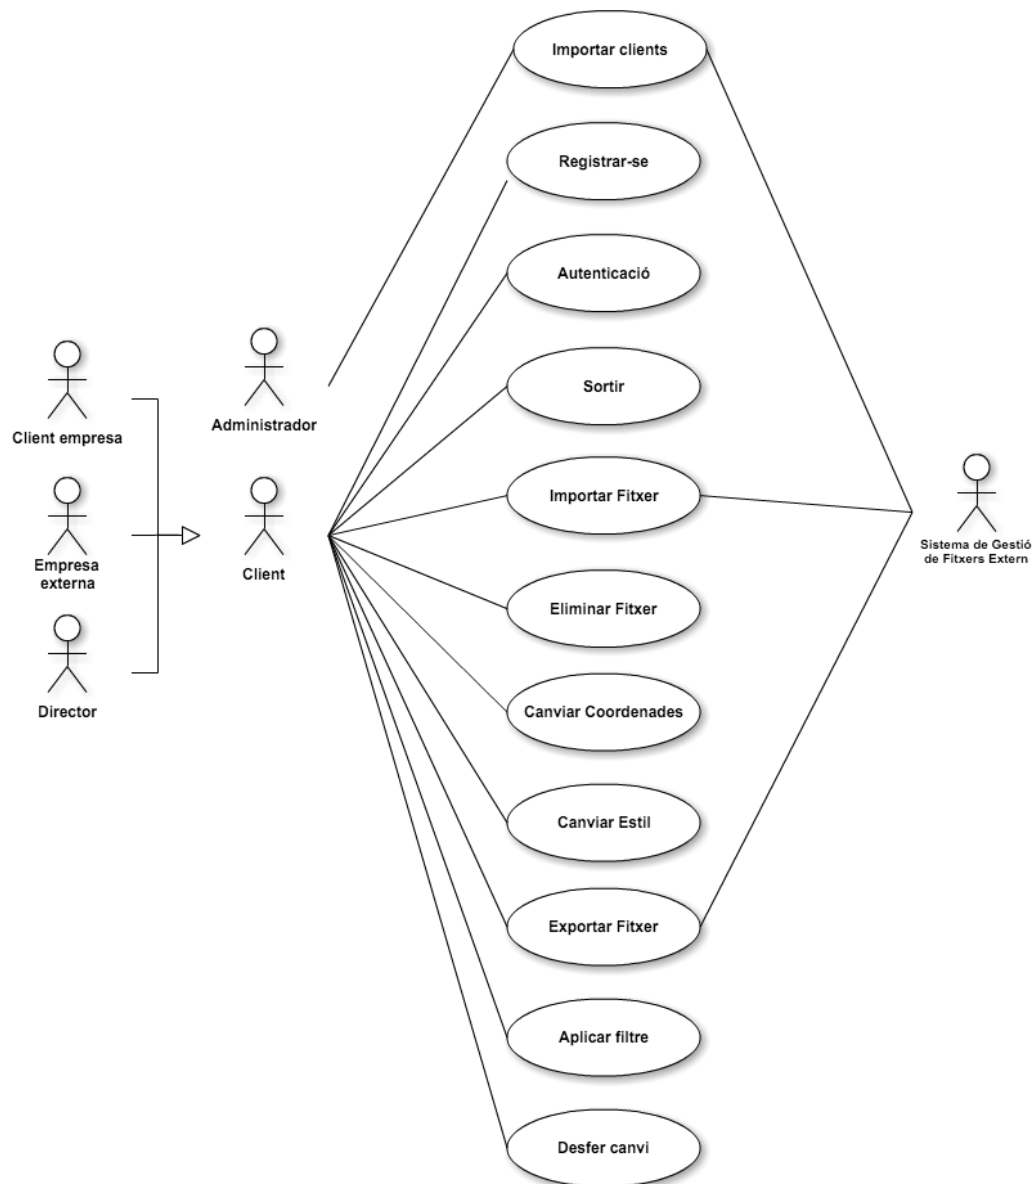 Importar clients
Registrar-se
Autenticació
Sortir
Client empresa
Administrador
Importar Fitxer
Empresa
externa
Client
Sistema de Gestió
de Fitxers Extern
Eliminar Fitxer
Director
Canviar Coordenades
Canviar Estil
Exportar Fitxer
Aplicar filtre
Desfer canvi